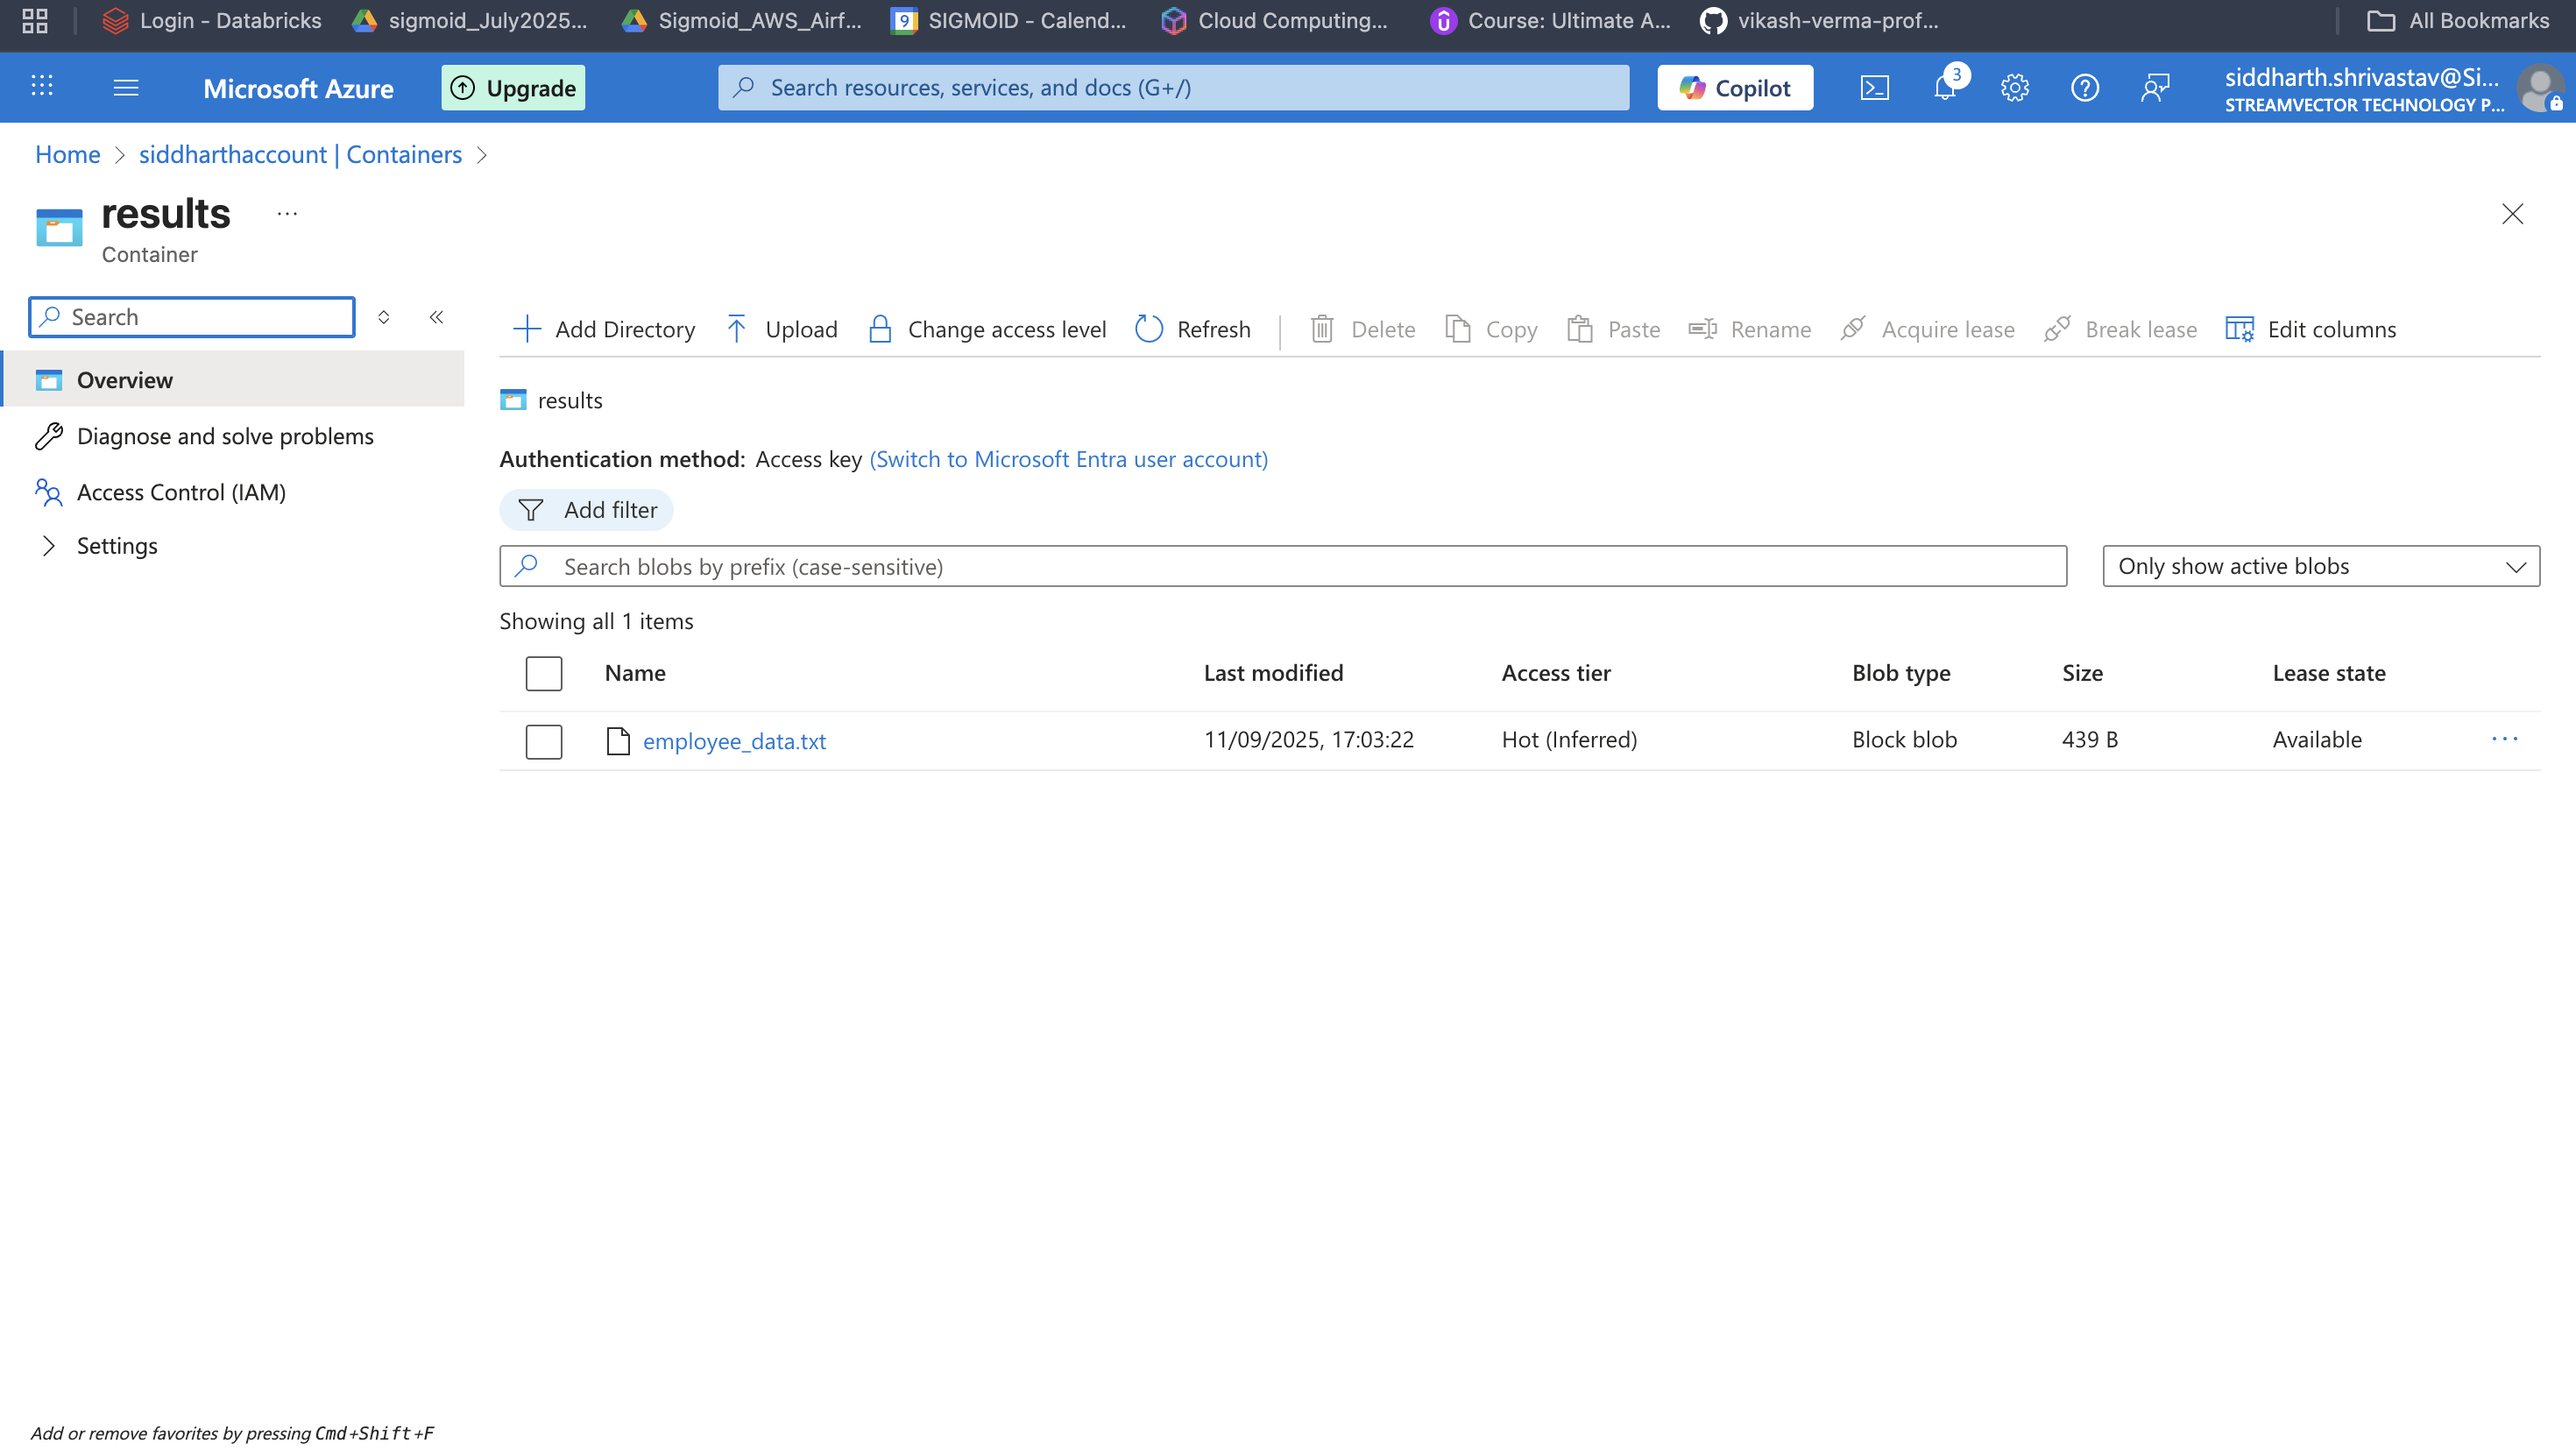 Login - Databricks sigmoid_July2025... Sigmoid_AWS_Airf... 9 SIGMOID - Calend... Cloud Computing... Course: Ultimate A... vikash-verma-prof... All Bookmarks
Microsoft Azure Upgrade Search resources, services, and docs (G+/) Copilot 3 siddharth.shrivastav@Si...
STREAMVECTOR TECHNOLOGY P...
Home > siddharthaccount | Containers >
results ...
Container
Search
Overview
Diagnose and solve problems
Access Control (IAM)
Settings
Add Directory Upload Change access level Refresh Delete Copy Paste Rename Acquire lease Break lease Edit columns
results
Authentication method: Access key (Switch to Microsoft Entra user account)
Add filter
Search blobs by prefix (case-sensitive) Only show active blobs
Showing all 1 items
Name Last modified Access tier Blob type Size Lease state
employee_data.txt 11/09/2025, 17:03:22 Hot (Inferred) Block blob 439 B Available ...
Add or remove favorites by pressing Cmd+Shift+F